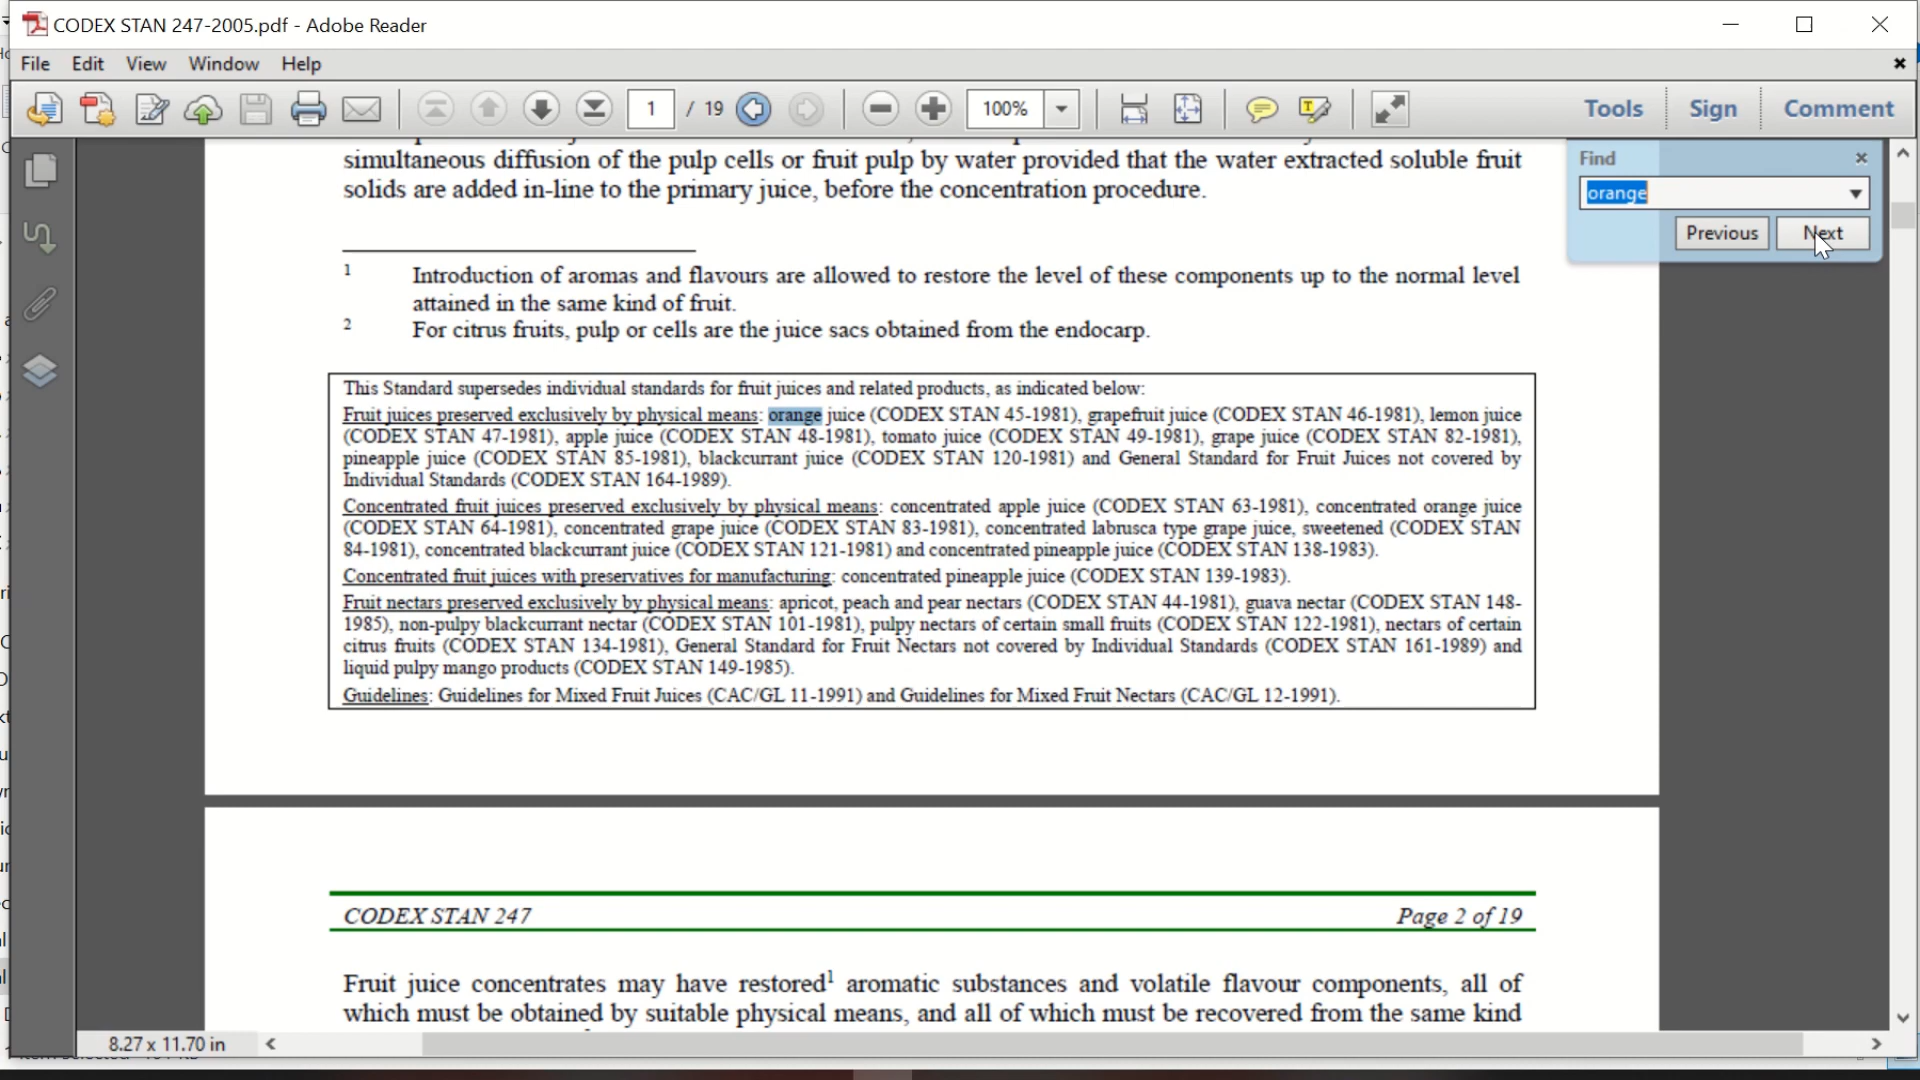 CODEX STAN 247-2005.pdf - Adobe Reader
File Edit View Window Help
1 / 19 100% Tools Sign Comment
Find
orange
Previous Next
simultaneous diffusion of the pulp cells or fruit pulp by water provided that the water extracted soluble fruit
solids are added in-line to the primary juice, before the concentration procedure.
1 Introduction of aromas and flavours are allowed to restore the level of these components up to the normal level
attained in the same kind of fruit.
2 For citrus fruits, pulp or cells are the juice sacs obtained from the endocarp.
This Standard supersedes individual standards for fruit juices and related products, as indicated below:
Fruit juices preserved exclusively by physical means: orange juice (CODEX STAN 45-1981), grapefruit juice (CODEX STAN 46-1981), lemon juice
(CODEX STAN 47-1981), apple juice (CODEX STAN 48-1981), tomato juice (CODEX STAN 49-1981), grape juice (CODEX STAN 82-1981),
pineapple juice (CODEX STAN 85-1981), blackcurrant juice (CODEX STAN 120-1981) and General Standard for Fruit Juices not covered by
Individual Standards (CODEX STAN 164-1989).
Concentrated fruit juices preserved exclusively by physical means: concentrated apple juice (CODEX STAN 63-1981), concentrated orange juice
(CODEX STAN 64-1981), concentrated grape juice (CODEX STAN 83-1981), concentrated labrusca type grape juice, sweetened (CODEX STAN
84-1981), concentrated blackcurrant juice (CODEX STAN 121-1981) and concentrated pineapple juice (CODEX STAN 138-1983).
Concentrated fruit juices with preservatives for manufacturing: concentrated pineapple juice (CODEX STAN 139-1983).
Fruit nectars preserved exclusively by physical means: apricot, peach and pear nectars (CODEX STAN 44-1981), guava nectar (CODEX STAN 148-
1985), non-pulpy blackcurrant nectar (CODEX STAN 101-1981), pulpy nectars of certain small fruits (CODEX STAN 122-1981), nectars of certain
citrus fruits (CODEX STAN 134-1981), General Standard for Fruit Nectars not covered by Individual Standards (CODEX STAN 161-1989) and
liquid pulpy mango products (CODEX STAN 149-1985).
Guidelines: Guidelines for Mixed Fruit Juices (CAC/GL 11-1991) and Guidelines for Mixed Fruit Nectars (CAC/GL 12-1991).
CODEX STAN 247 Page 2 of 19
Fruit juice concentrates may have restored1 aromatic substances and volatile flavour components, all of
which must be obtained by suitable physical means, and all of which must be recovered from the same kind
8.27 x 11.70 in